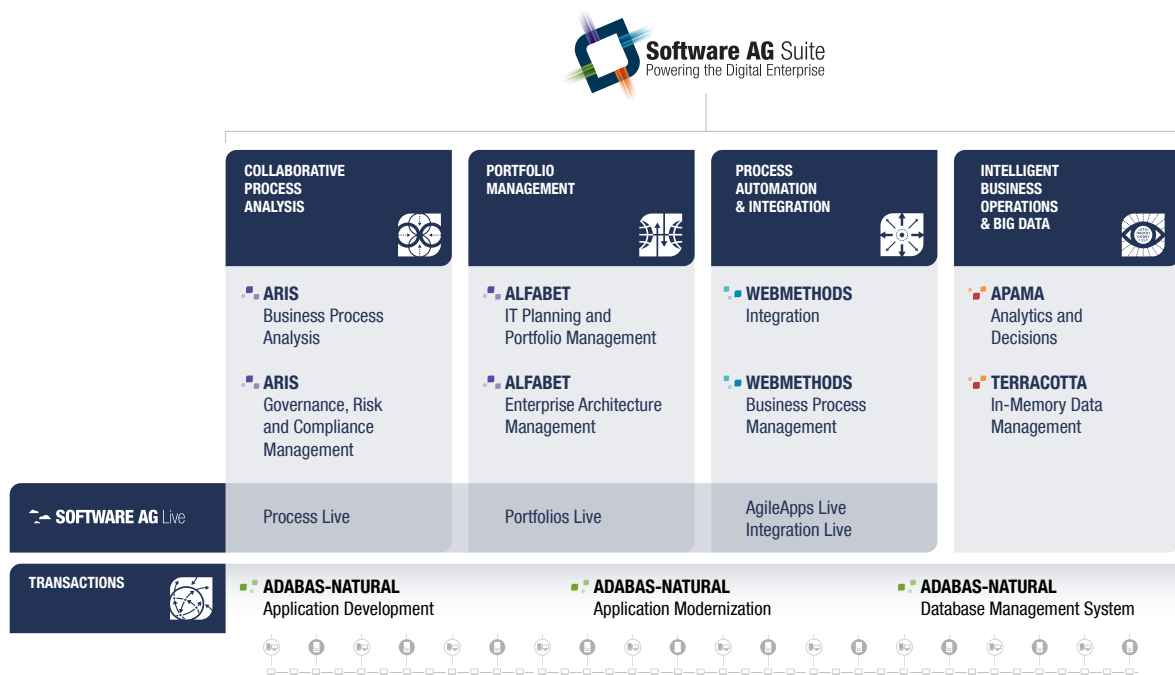 Software AG Suite
Powering the Digital Enterprise
COLLABORATIVE
PROCESS
ANALYSIS
PORTFOLIO
MANAGEMENT
PROCESS
AUTOMATION
& INTEGRATION
INTELLIGENT
BUSINESS
OPERATIONS
& BIG DATA
ARIS
Business Process
Analysis
ARIS
Governance, Risk
and Compliance
Management
ALFABET
IT Planning and
Portfolio Management
ALFABET
Enterprise Architecture
Management
WEBMETHODS
Integration
WEBMETHODS
Business Process
Management
APAMA
Analytics and
Decisions
TERRACOTTA
In-Memory Data
Management
SOFTWARE AG Live
Process Live
Portfolios Live
AgileApps Live
Integration Live
TRANSACTIONS
ADABAS-NATURAL
Application Development
ADABAS-NATURAL
Application Modernization
ADABAS-NATURAL
Database Management System